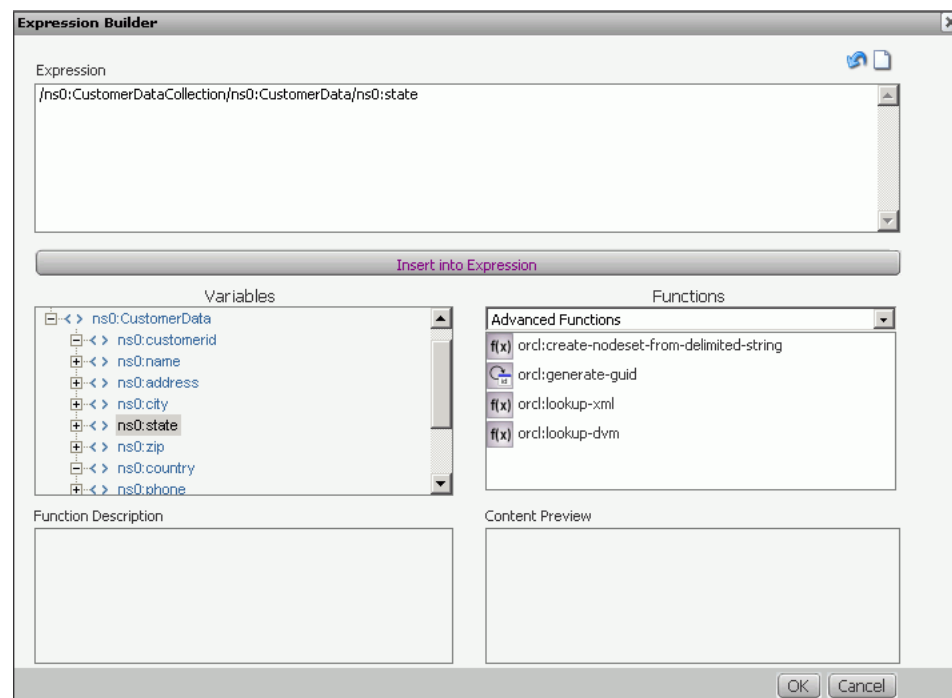 Expression Builder
Expression
/ns0:CustomerDataCollection/ns0:CustomerData/ns0:state
Insert into Expression
Variables
ns0:CustomerData
ns0:customerid
ns0:name
ns0:address
ns0:city
ns0:state
ns0:zip
ns0:country
ns0:phone
Functions
Advanced Functions
f(x) orcl:create-nodeset-from-delimited-string
id orcl:generate-guid
f(x) orcl:lookup-xml
f(x) orcl:lookup-dvm
Function Description
Content Preview
OK
Cancel